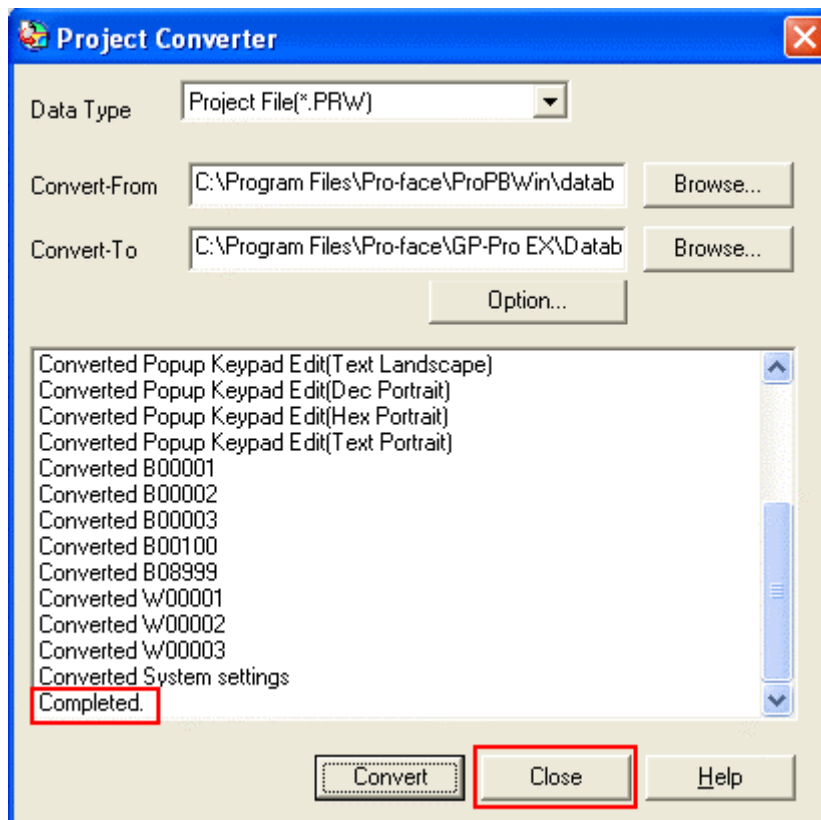 Project Converter
Data Type
Project File(*.PRW)
Convert-From
C:\Program Files\Pro-face\ProPBWin\datab
Browse...
Convert-To
C:\Program Files\Pro-face\GP-Pro EX\Datab
Browse...
Option...
Converted Popup Keypad Edit(Text Landscape)
Converted Popup Keypad Edit(Dec Portrait)
Converted Popup Keypad Edit(Hex Portrait)
Converted Popup Keypad Edit(Text Portrait)
Converted B00001
Converted B00002
Converted B00003
Converted B00100
Converted B08999
Converted W00001
Converted W00002
Converted W00003
Converted System settings
Completed.
Convert
Close
Help